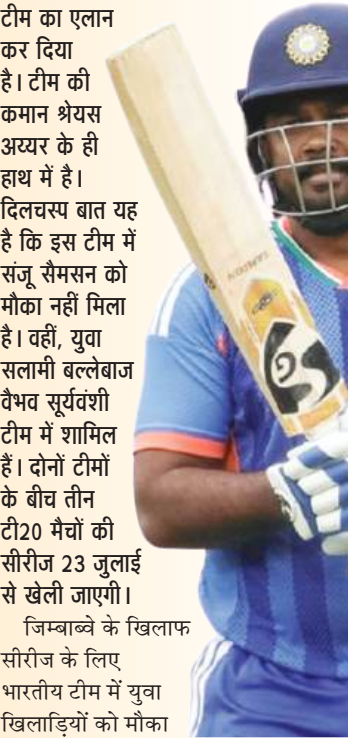 टीम का एलान
कर दिया
है। टीम की
कमान श्रेयस
अय्यर के ही
हाथ में है।
दिलचस्प बात यह
है कि इस टीम में
संजू सैमसन को
मौका नहीं मिला
है। वहीं, युवा
सलामी बल्लेबाज
वैभव सूर्यवंशी
टीम में शामिल
हैं। दोनों टीमों
के बीच तीन
टी20 मैचों की
सीरीज 23 जुलाई
से खेली जाएगी।
जिम्बाब्वे के खिलाफ
सीरीज के लिए
भारतीय टीम में युवा
खिलाड़ियों को मौका